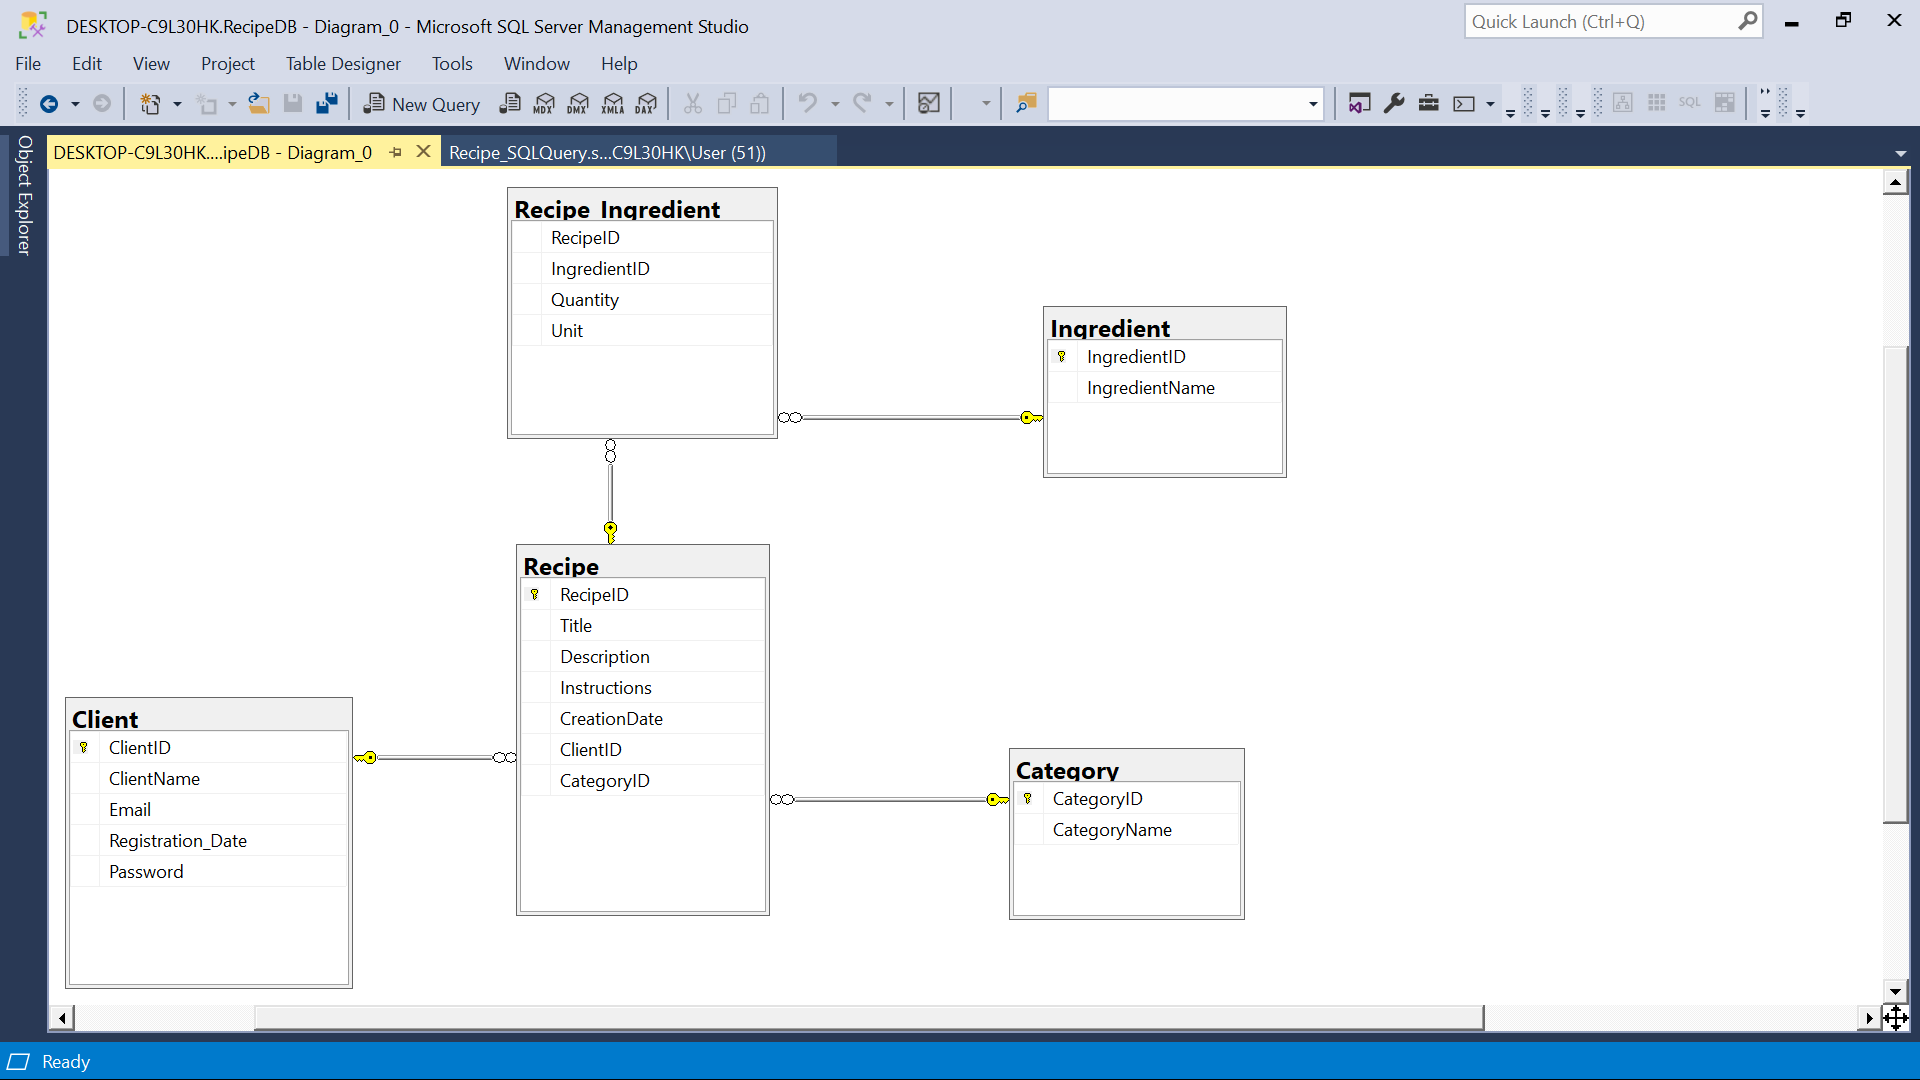 DESKTOP-C9L30HK.RecipeDB - Diagram_0 - Microsoft SQL Server Management Studio
Quick Launch (Ctrl+Q)
File Edit View Project Table Designer Tools Window Help
New Query MDX DMX XMLA DAX SQL
Object Explorer
DESKTOP-C9L30HK....ipeDB - Diagram_0
Recipe_SQLQuery.s...C9L30HK\User (51))
Recipe_Ingredient
RecipeID
IngredientID
Quantity
Unit
Ingredient
IngredientID
IngredientName
Recipe
RecipeID
Title
Description
Instructions
CreationDate
ClientID
CategoryID
Client
ClientID
ClientName
Email
Registration_Date
Password
Category
CategoryID
CategoryName
Ready